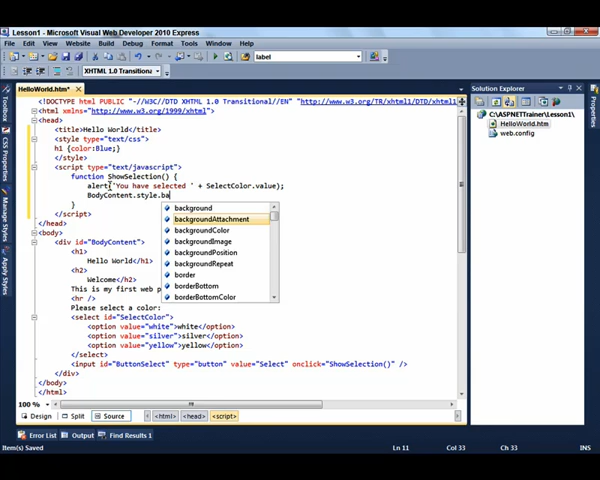 Lesson1 - Microsoft Visual Web Developer 2010 Express
File Edit View Website Build Debug Format Table Tools Window Help
label
XHTML 1.0 Transitional
HelloWorld.htm*
Solution Explorer
Toolbox
CSS Properties
Manage Styles
Apply Styles
Properties
C:\ASPNETTrainer\Lesson1\
HelloWorld.htm
web.config
<!DOCTYPE html PUBLIC "-//W3C//DTD XHTML 1.0 Transitional//EN" "http://www.w3.org/TR/xhtml1/DTD/xhtml1
<html xmlns="http://www.w3.org/1999/xhtml">
<head>
<title>Hello World</title>
<style type="text/css">
h1 {color:Blue;}
</style>
<script type="text/javascript">
function ShowSelection() {
alert('You have selected ' + SelectColor.value);
BodyContent.style.ba
}
</script>
</head>
<body>
<div id="BodyContent">
<h1>
Hello World</h1>
<h2>
Welcome</h2>
This is my first web p
<hr />
Please select a color:
<select id="SelectColor">
<option value="white">white</option>
<option value="silver">silver</option>
<option value="yellow">yellow</option>
</select>
<input id="ButtonSelect" type="button" value="Select" onclick="ShowSelection()" />
</div>
</body>
</html>
background
backgroundAttachment
backgroundColor
backgroundImage
backgroundPosition
backgroundRepeat
border
borderBottom
borderBottomColor
100 %
Design Split Source <html> <head> <script>
Error List Output Find Results 1
Item(s) Saved Ln 11 Col 33 Ch 33 INS